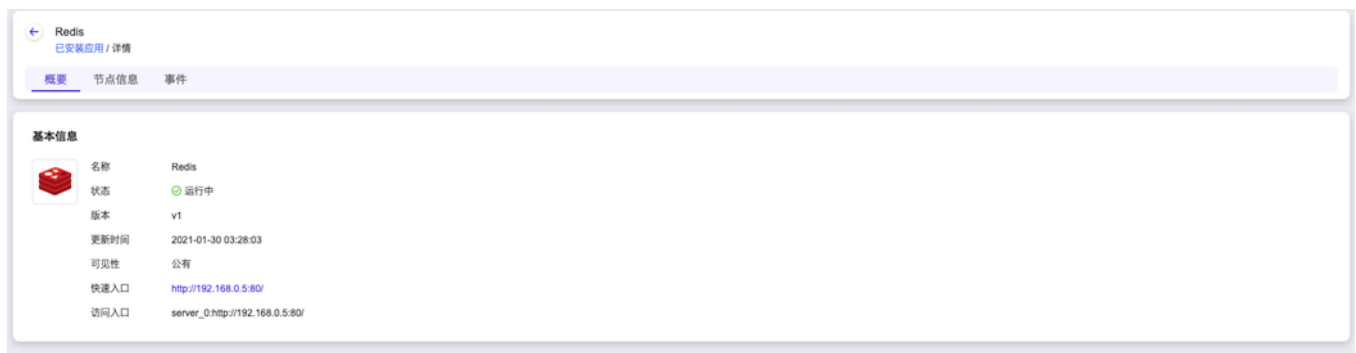 Redis
已安装应用 / 详情
概要 节点信息 事件
基本信息
名称 Redis
状态 运行中
版本 v1
更新时间 2021-01-30 03:28:03
可见性 公有
快速入口 http://192.168.0.5:80/
访问入口 server_0:http://192.168.0.5:80/